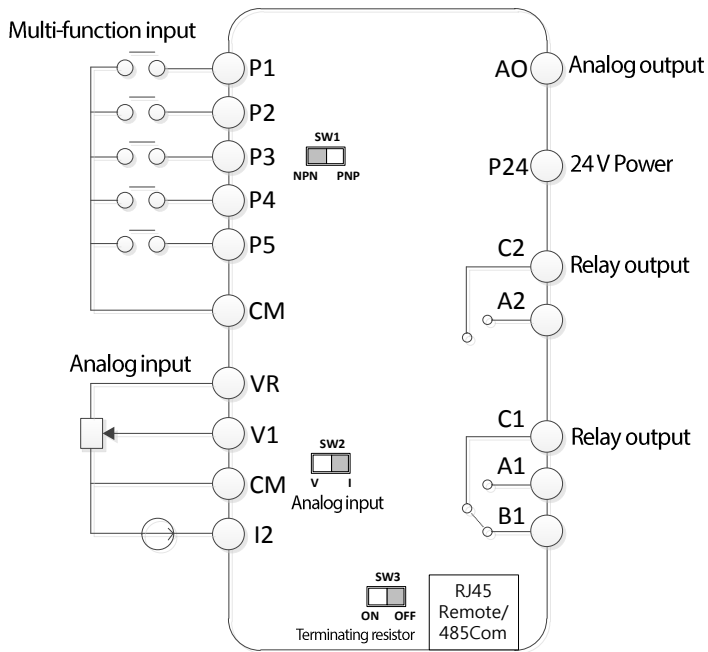 Multi-function input
P1
P2
P3
P4
P5
CM
SW1
NPN PNP
Analog input
VR
V1
CM
I2
SW2
V I
Analog input
SW3
ON OFF
Terminating resistor
RJ45
Remote/
485Com
AO Analog output
P24 24 V Power
C2 Relay output
A2
C1 Relay output
A1
B1